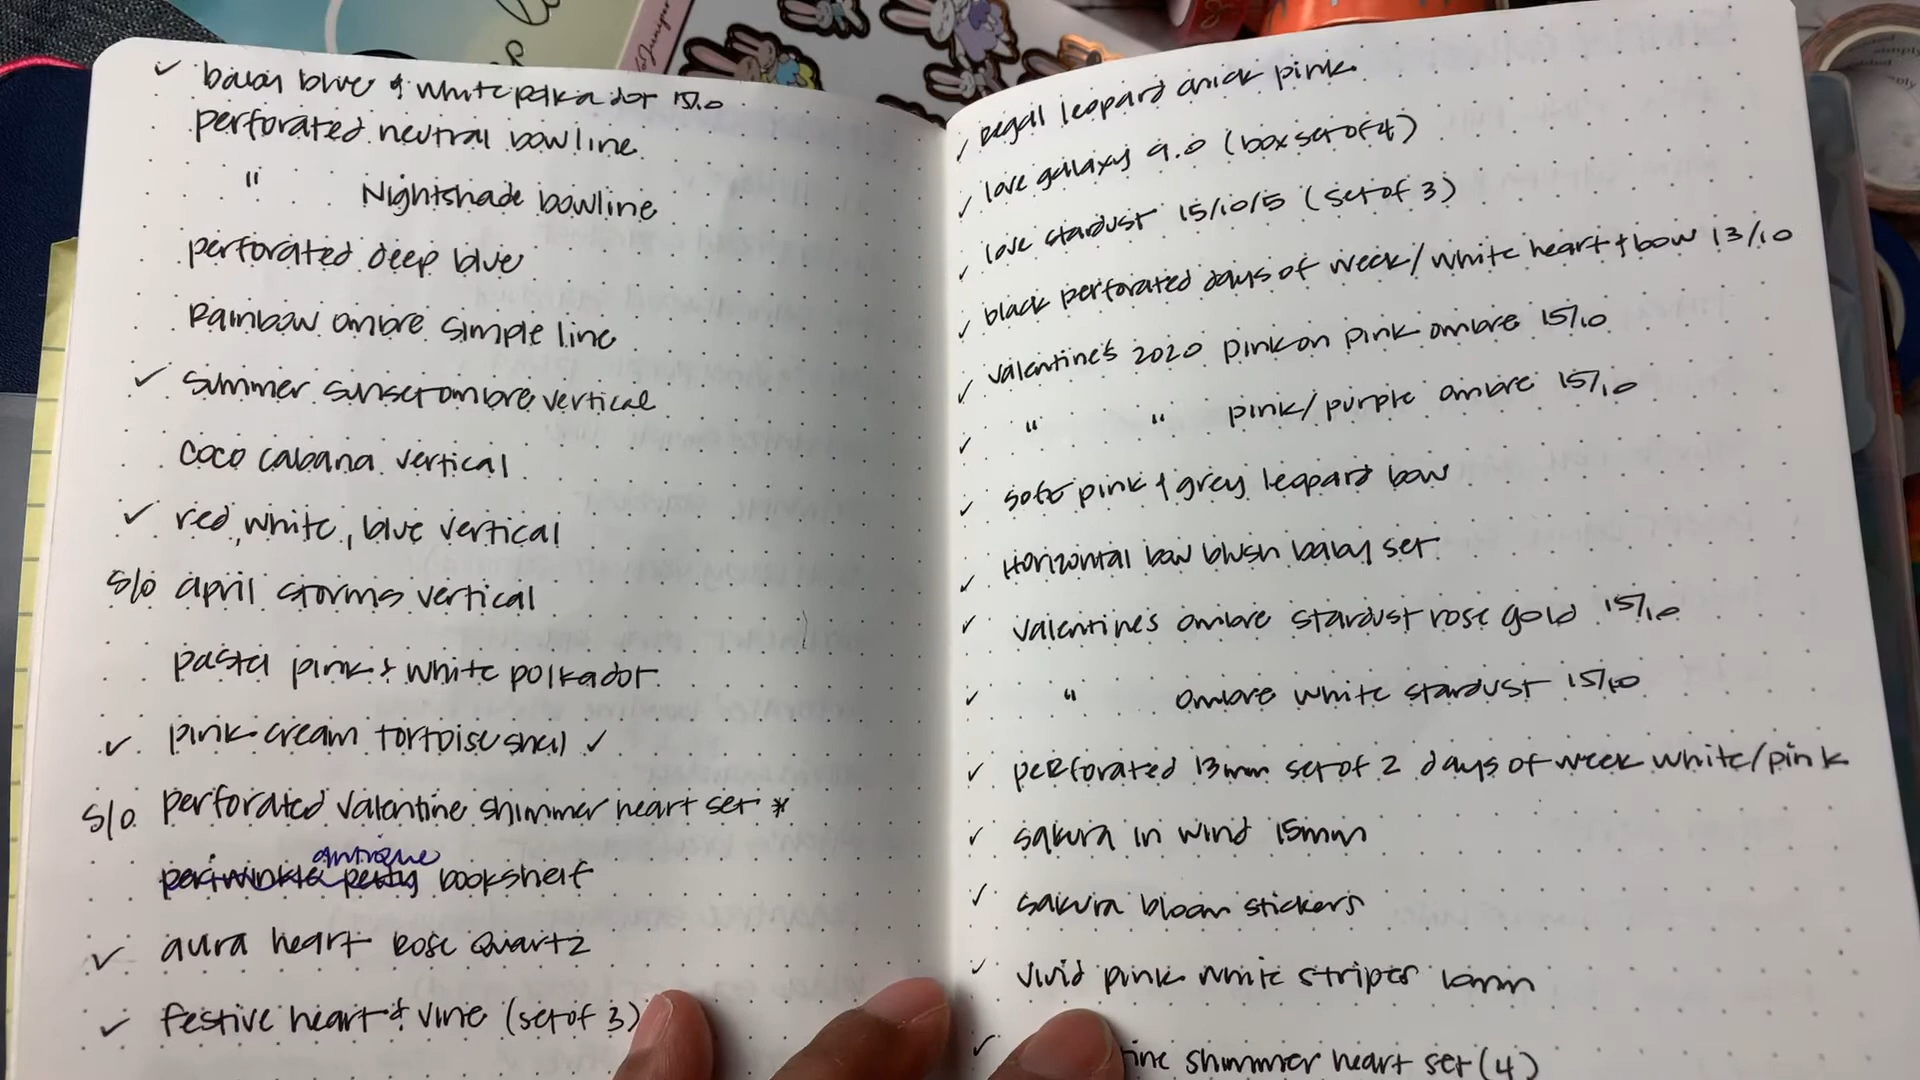 ✓ baby blue & white polka dot 15/10
perforated neutral bowline
" Nightshade bowline
perforated deep blue
Rainbow ombre simple line
✓ summer sunset ombre vertical
coco cabana vertical
✓ red, white, blue vertical
s/o april storms vertical
pastel pink & white polkadot
✓ pink cream tortoise shell ✓
s/o perforated valentine shimmer heart set *
antique
periwinkle petty bookshelf
✓ aura heart Rose Quartz
✓ festive heart & vine (set of 3)
✓ Regal leopard chick pink
✓ love galaxy 9.0 (box set of 4)
✓ love stardust 15/10/5 (set of 3)
✓ black perforated days of week/white heart & bow 13/10
✓ valentine's 2020 pink on pink ombre 15/10
✓ " " pink/purple ombre 15/10
✓ soft pink & grey leopard bow
✓ Horizontal bow blush baby set
✓ valentines ombre stardust rose gold 15/10
✓ " ombre white stardust 15/10
✓ perforated 13mm set of 2 days of week white/pink
✓ sakura in wind 15mm
✓ sakura bloom stickers
✓ vivid pink white stripes 10mm
✓ shimmer heart set (4)